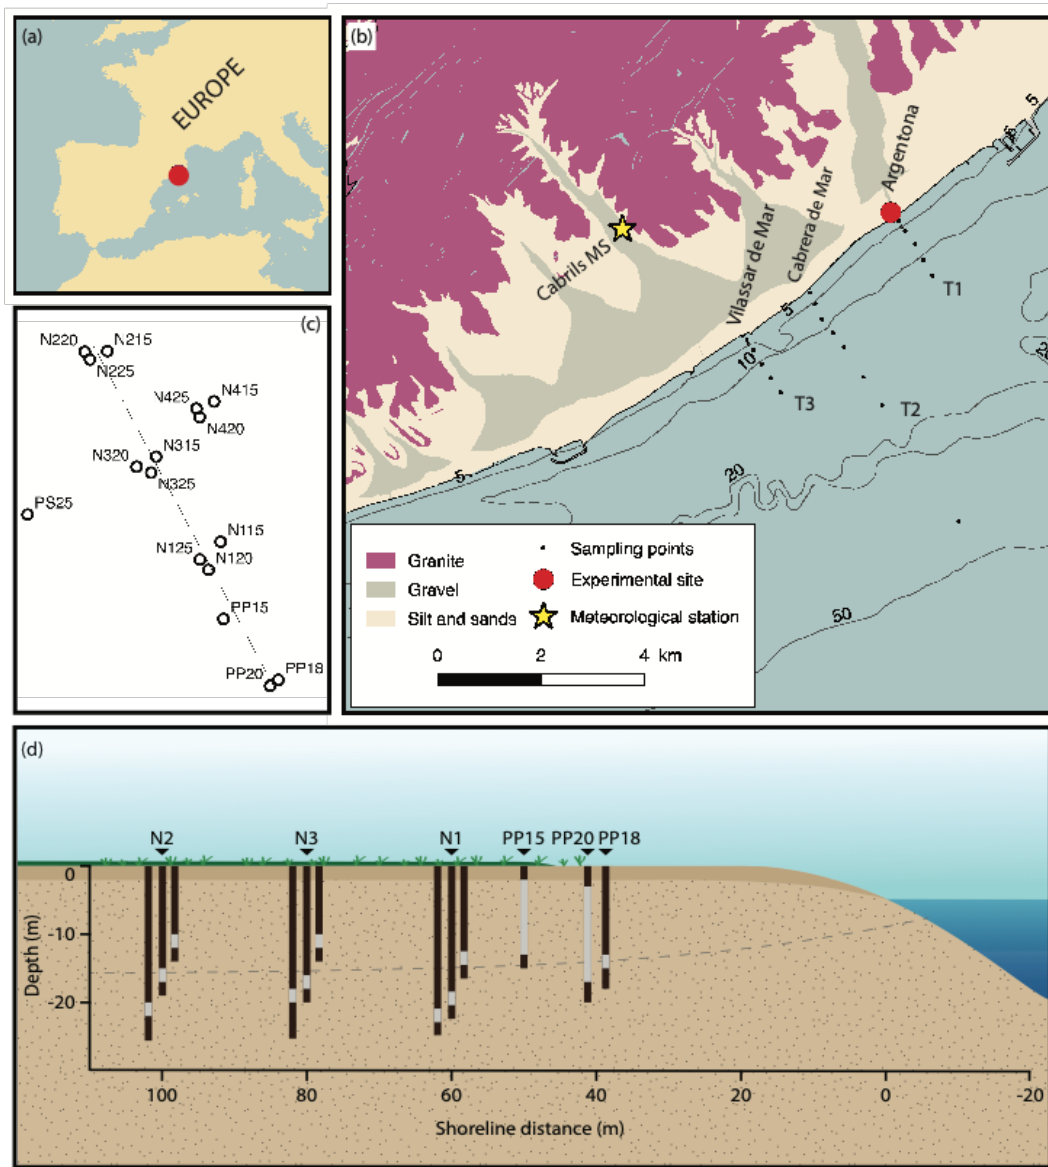 (a)
EUROPE
(b)
Argentona
Cabrera de Mar
Vilassar de Mar
Cabrils MS
5
5
5
10
5
20
50
T1
T2
T3
Granite
Gravel
Silt and sands
Sampling points
Experimental site
Meteorological station
0 2 4 km
(c)
N220 N215
N225
N425 N415
N420
N315
N320
N325
PS25
N115
N125 N120
PP15
PP20 PP18
(d)
N2 N3 N1 PP15 PP20 PP18
0
-10
-20
-30
Depth (m)
100 80 60 40 20 0 -20
Shoreline distance (m)